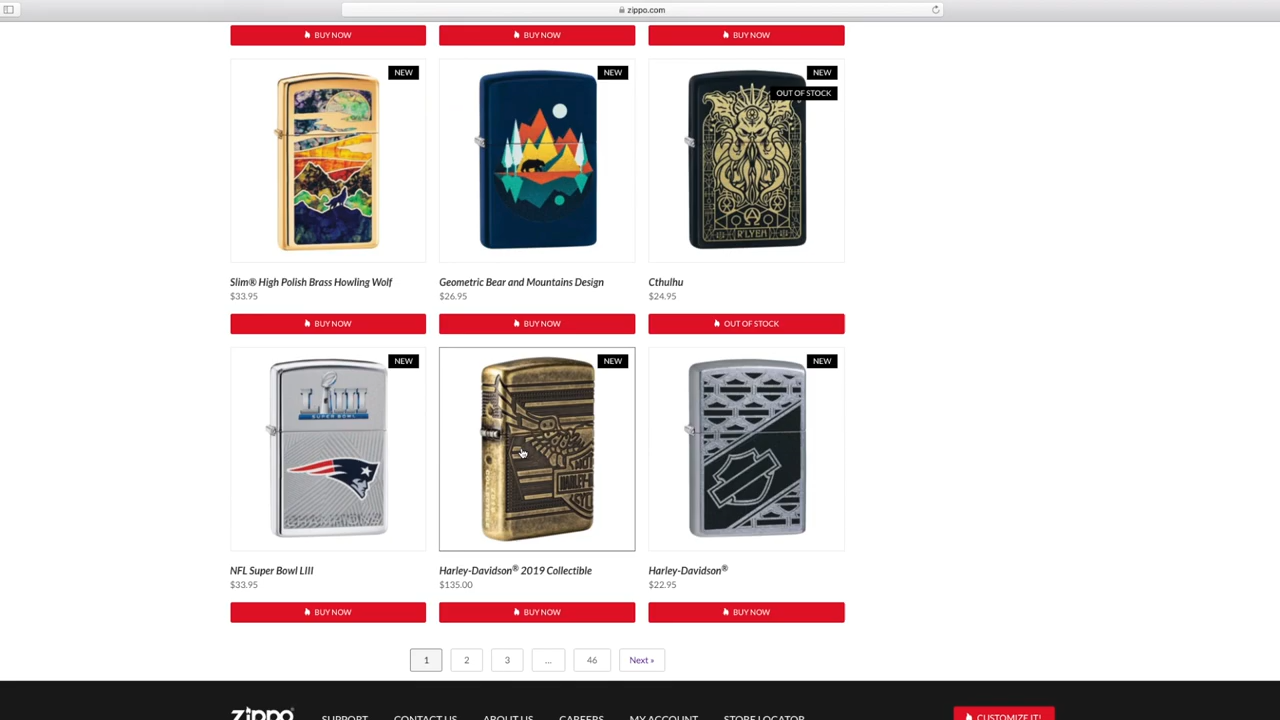 zippo.com
BUY NOW
BUY NOW
BUY NOW
NEW
NEW
NEW
OUT OF STOCK
R'LYEH
Slim® High Polish Brass Howling Wolf
Geometric Bear and Mountains Design
Cthulhu
$33.95
$26.95
$24.95
BUY NOW
BUY NOW
OUT OF STOCK
NEW
NEW
NEW
LIII
SUPER BOWL
NFL Super Bowl LIII
Harley-Davidson® 2019 Collectible
Harley-Davidson®
$33.95
$135.00
$22.95
BUY NOW
BUY NOW
BUY NOW
1
2
3
...
46
Next »
zippo
SUPPORT
CONTACT US
ABOUT US
CAREERS
MY ACCOUNT
STORE LOCATOR
CUSTOMIZE IT!